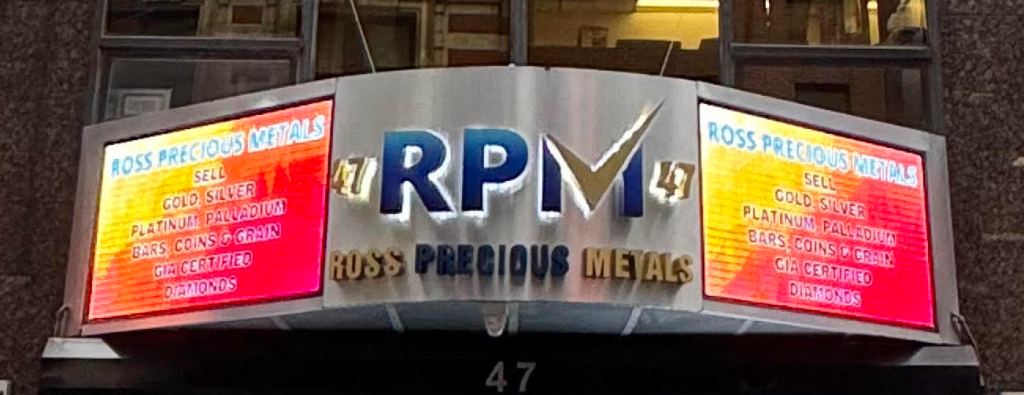 ROSS PRECIOUS METALS
SELL
GOLD, SILVER
PLATINUM, PALLADIUM
BARS, COINS & GRAIN
GIA CERTIFIED
DIAMONDS
47 RPM 47
ROSS PRECIOUS METALS
ROSS PRECIOUS METALS
SELL
GOLD, SILVER
PLATINUM, PALLADIUM
BARS, COINS & GRAIN
GIA CERTIFIED
DIAMONDS
47